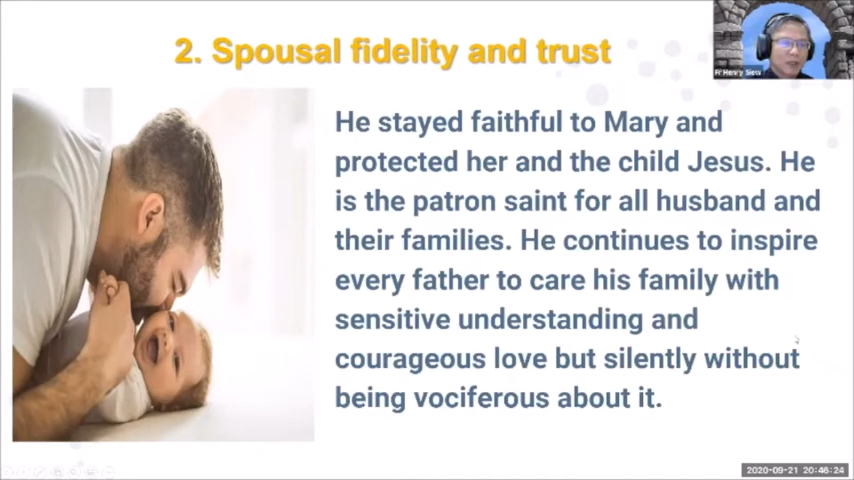 2. Spousal fidelity and trust
Fr Henry Siew
He stayed faithful to Mary and
protected her and the child Jesus. He
is the patron saint for all husband and
their families. He continues to inspire
every father to care his family with
sensitive understanding and
courageous love but silently without
being vociferous about it.
2020-09-21 20:46:24